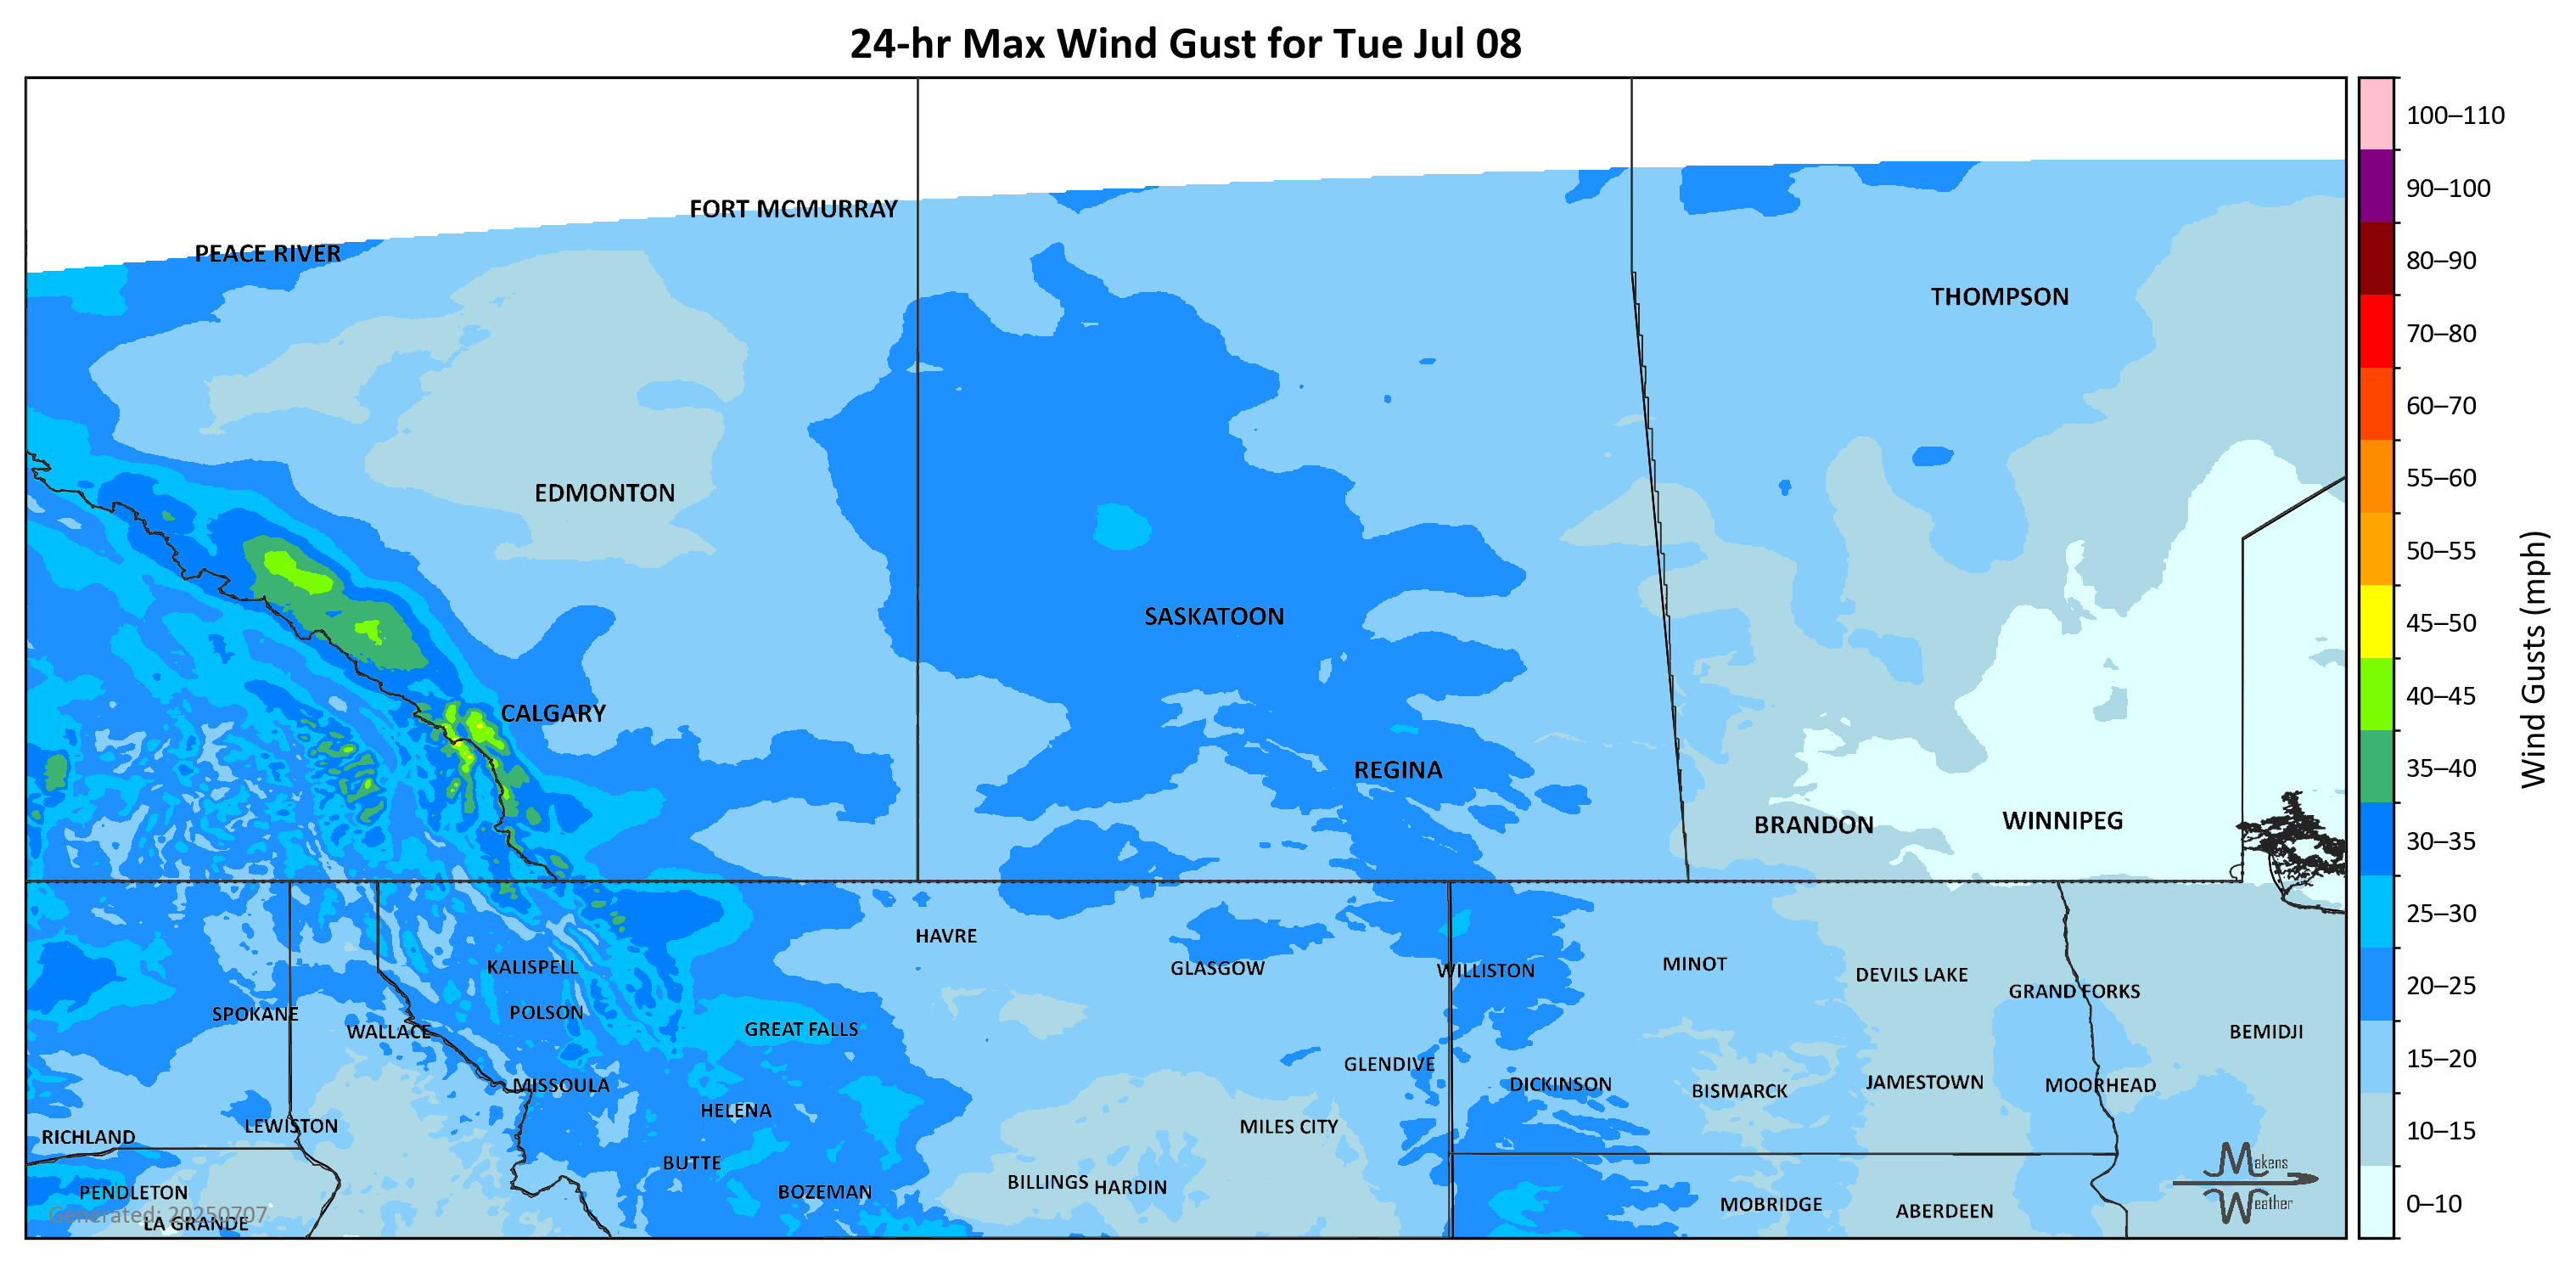 24-hr Max Wind Gust for Tue Jul 08
FORT MCMURRAY
PEACE RIVER
THOMPSON
EDMONTON
SASKATOON
CALGARY
REGINA
BRANDON
WINNIPEG
HAVRE
KALISPELL
GLASGOW
WILLISTON
MINOT
DEVILS LAKE
GRAND FORKS
SPOKANE
POLSON
WALLACE
GREAT FALLS
BEMIDJI
GLENDIVE
MISSOULA
DICKINSON
BISMARCK
JAMESTOWN
MOORHEAD
HELENA
LEWISTON
MILES CITY
RICHLAND
BUTTE
BILLINGS
HARDIN
BOZEMAN
PENDLETON
MOBRIDGE
ABERDEEN
Generated: 20250707
LA GRANDE
Makens
Weather
100–110
90–100
80–90
70–80
60–70
55–60
50–55
45–50
40–45
35–40
30–35
25–30
20–25
15–20
10–15
0–10
Wind Gusts (mph)